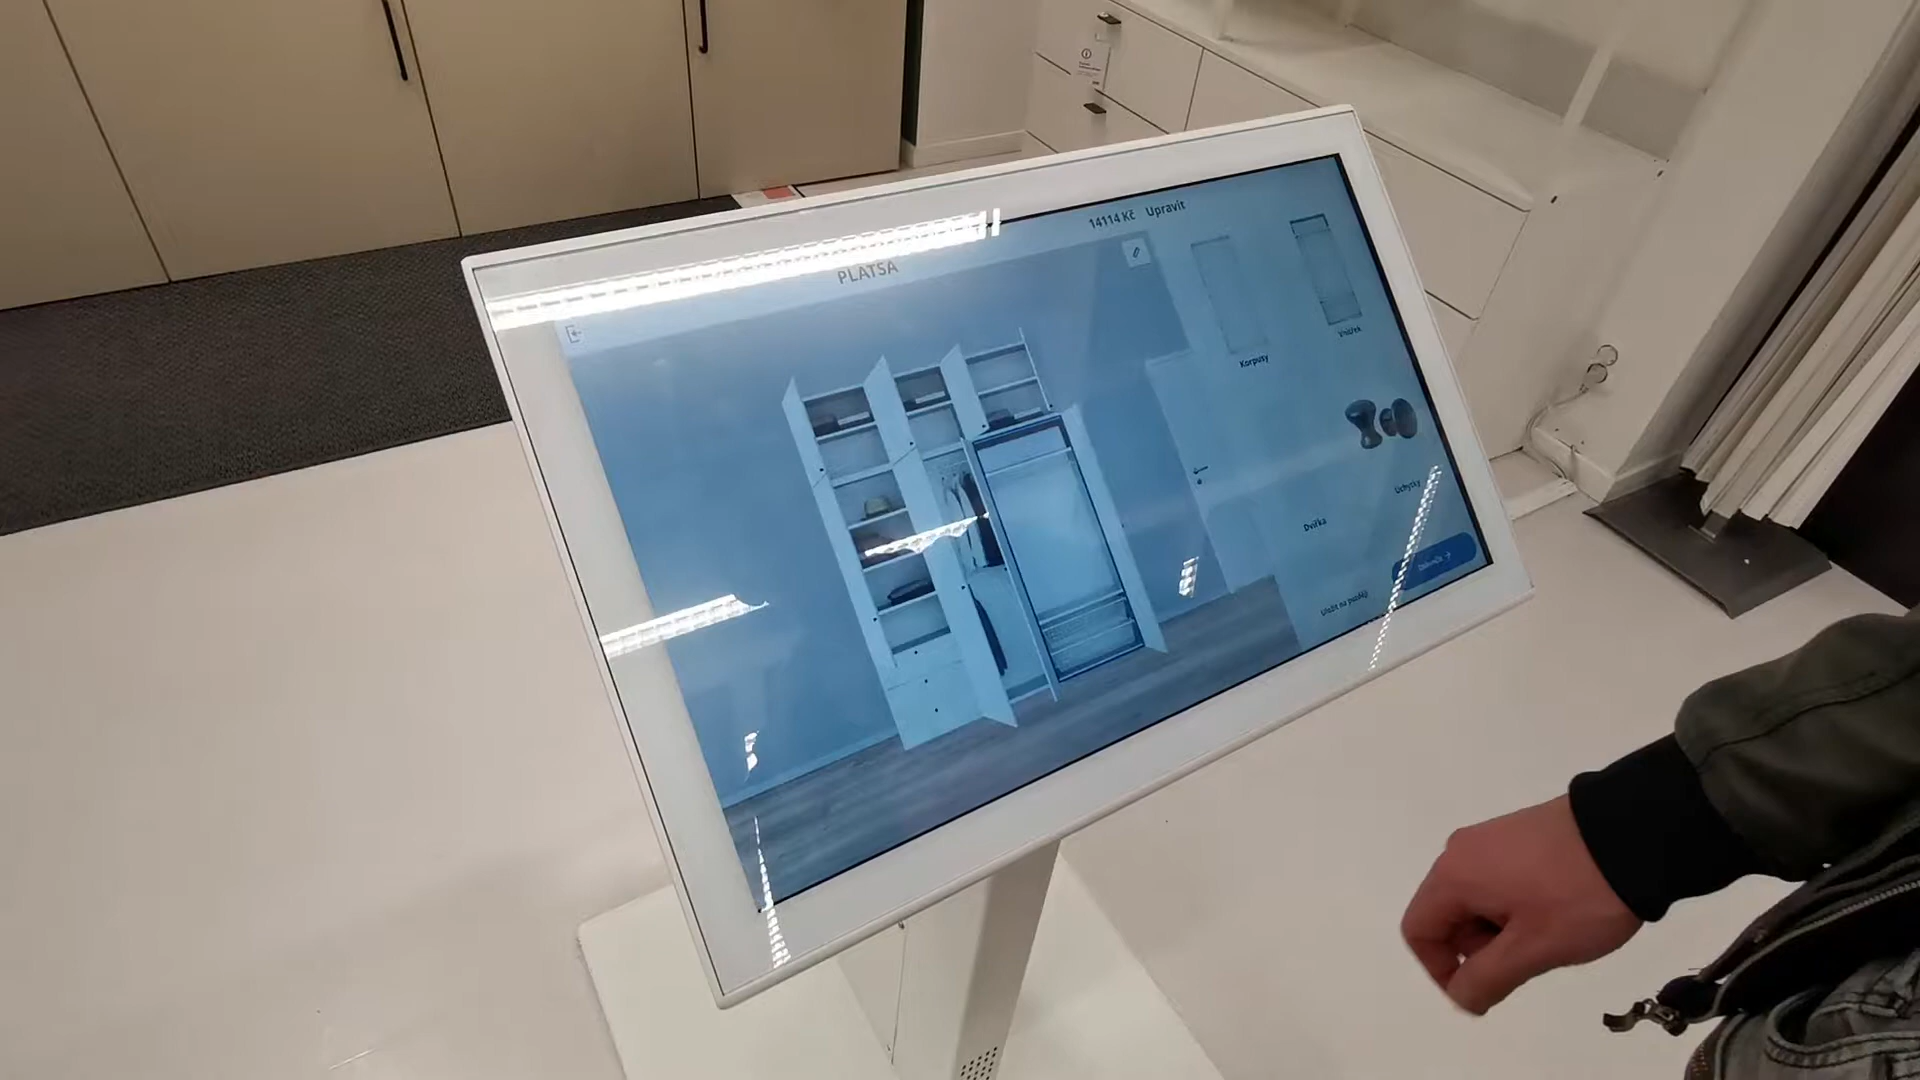 14114 Kč Upravit
PLATSA
Korpusy
Vnitřek
Úchytky
Dvířka
Uložit na později